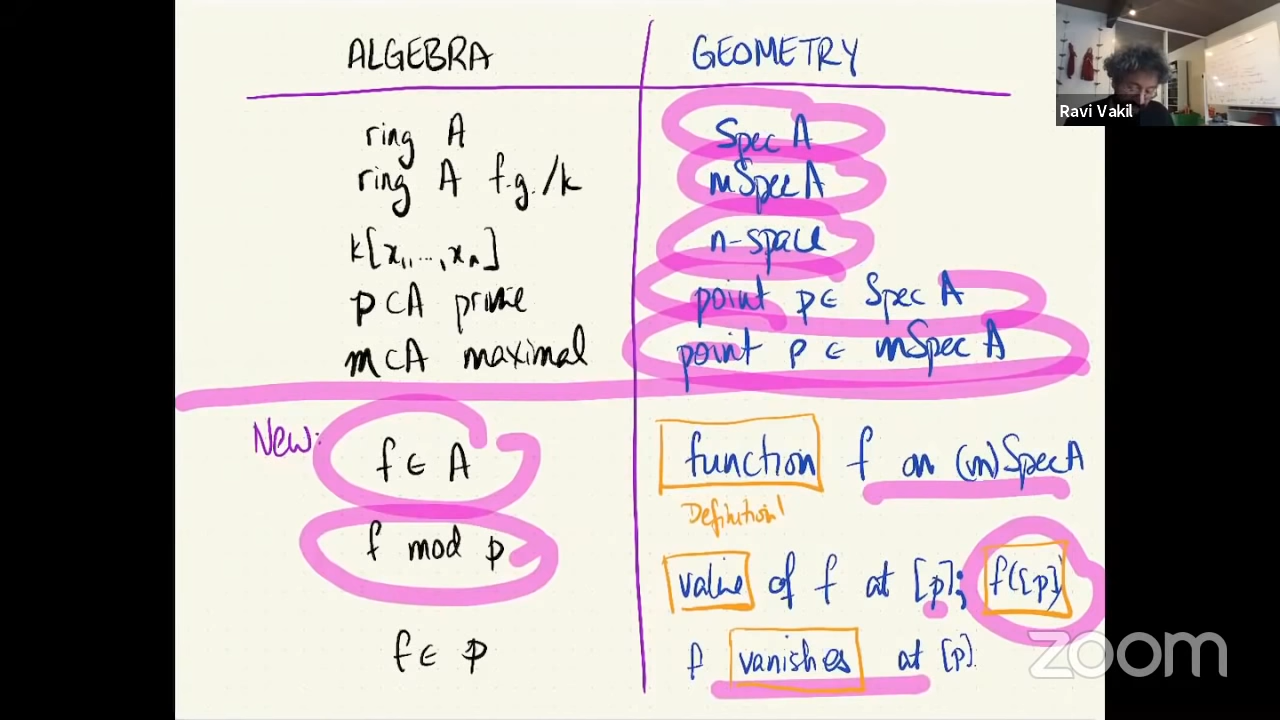 ALGEBRA GEOMETRY
Ravi Vakil
ring A Spec A
ring A f.g./k mSpec A
k[x₁,...,xₙ] n-space
p⊂A prime point p∈ Spec A
m⊂A maximal point p ∈ mSpec A
New: f ∈ A function f on (m)Spec A
Definition!
f mod p value of f at [p]; f([p])
f ∈ p f vanishes at [p].
zoom